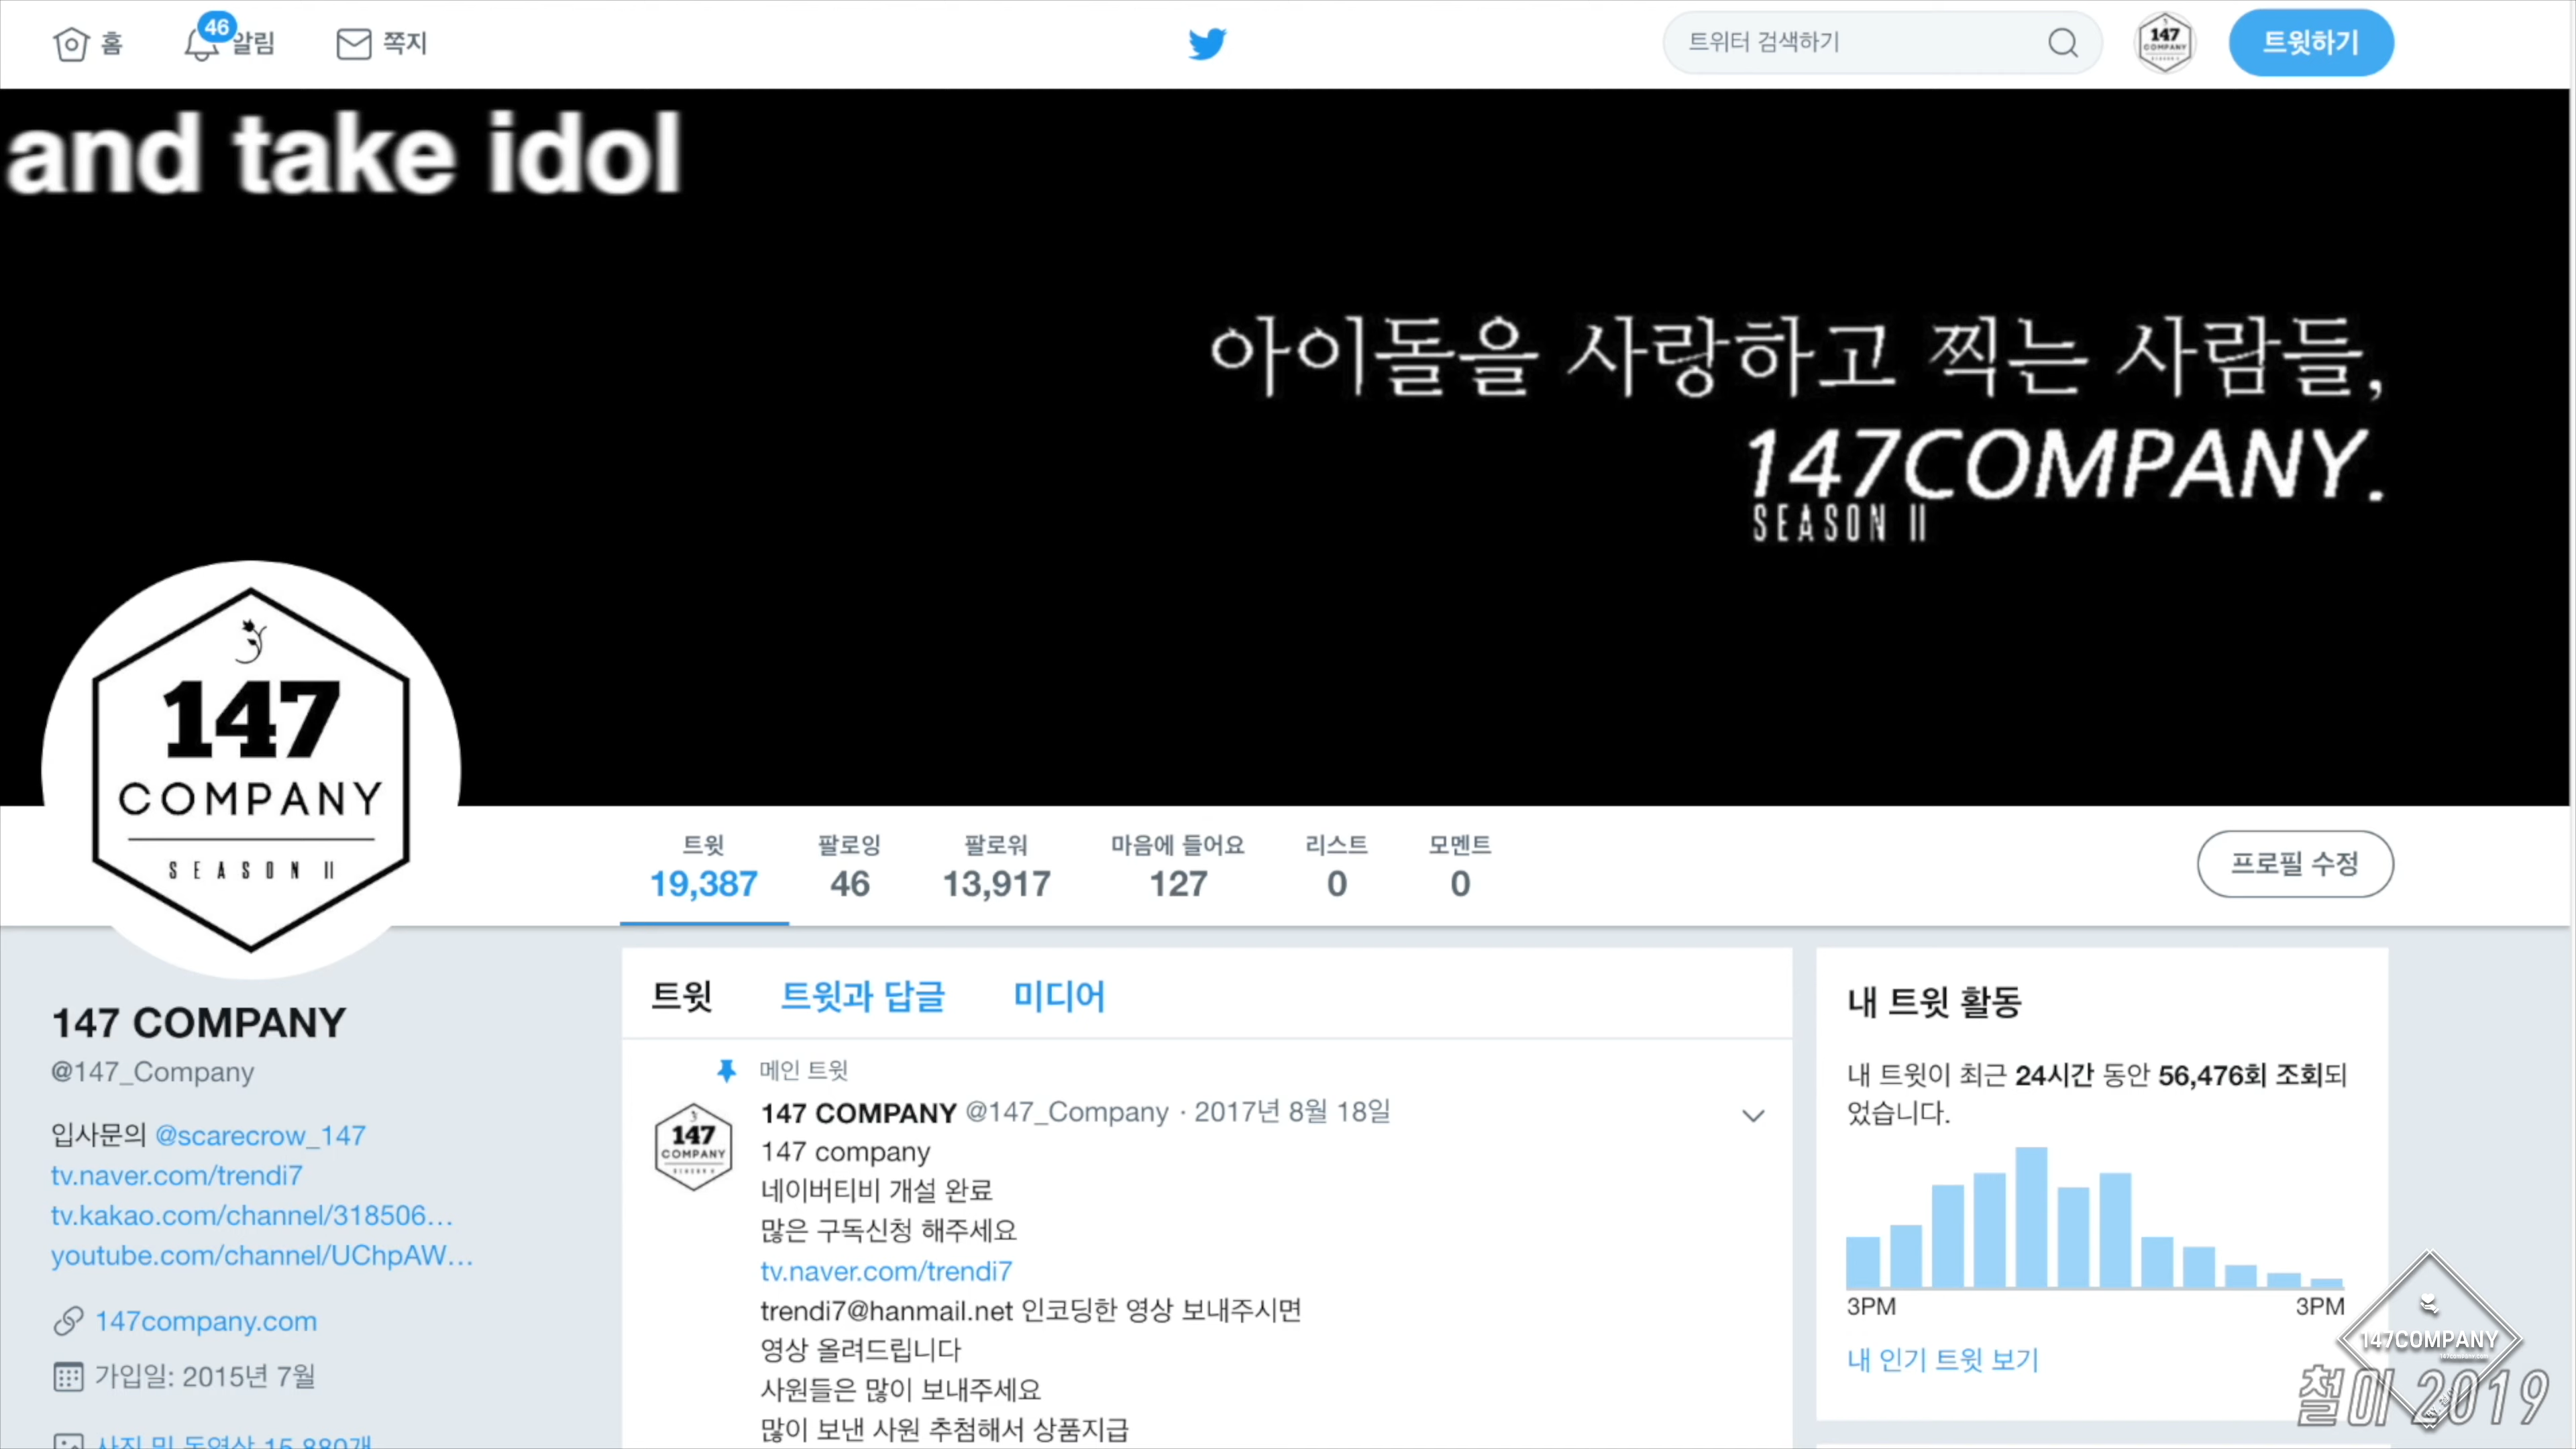 홈
46
알림
쪽지
트위터 검색하기
147
COMPANY
트윗하기
and take idol
아이돌을 사랑하고 찍는 사람들,
147COMPANY.
SEASON II
147
COMPANY
SEASON II
트윗
19,387
팔로잉
46
팔로워
13,917
마음에 들어요
127
리스트
0
모멘트
0
프로필 수정
147 COMPANY
@147_Company
입사문의 @scarecrow_147
tv.naver.com/trendi7
tv.kakao.com/channel/318506...
youtube.com/channel/UChpAW...
147company.com
가입일: 2015년 7월
사진 및 동영상 15,880개
트윗 트윗과 답글 미디어
메인 트윗
147
COMPANY
147 COMPANY @147_Company · 2017년 8월 18일
147 company
네이버티비 개설 완료
많은 구독신청 해주세요
tv.naver.com/trendi7
trendi7@hanmail.net 인코딩한 영상 보내주시면
영상 올려드립니다
사원들은 많이 보내주세요
많이 보낸 사원 추첨해서 상품지급
내 트윗 활동
내 트윗이 최근 24시간 동안 56,476회 조회되
었습니다.
3PM
3PM
내 인기 트윗 보기
147COMPANY
철이 2019